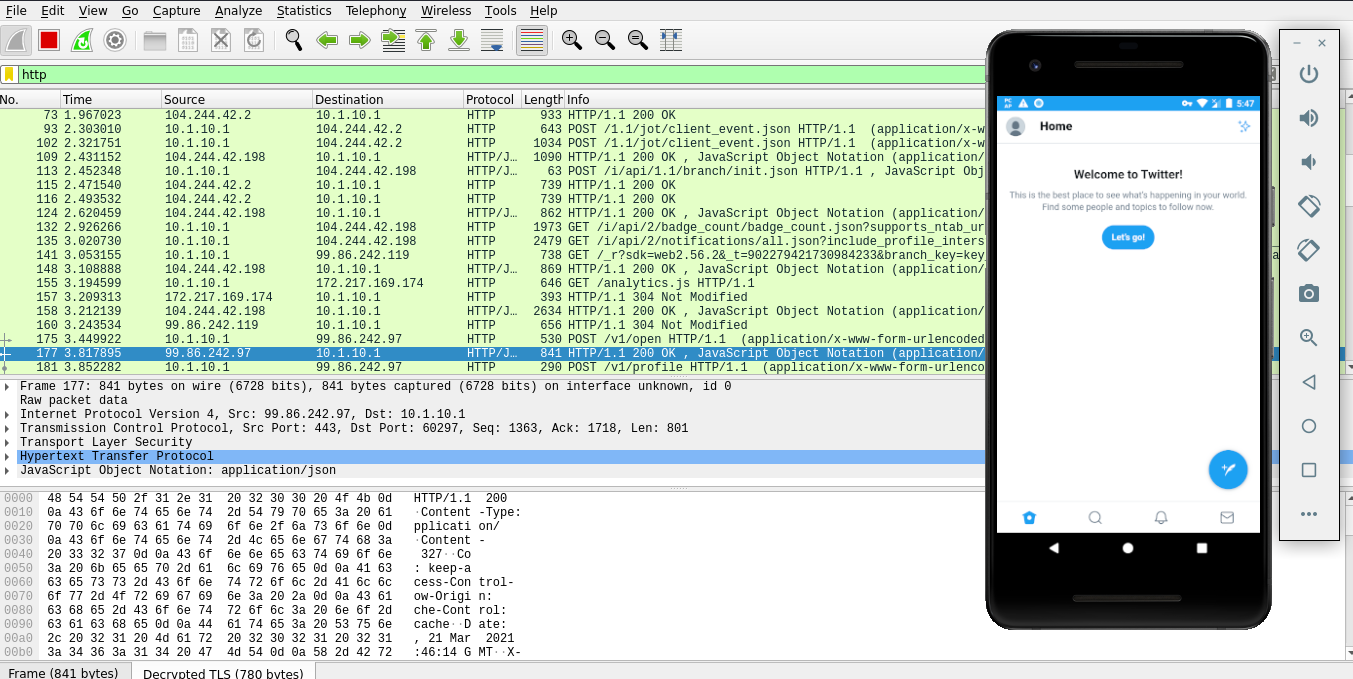 File Edit View Go Capture Analyze Statistics Telephony Wireless Tools Help
http
No. Time Source Destination Protocol Length Info
73 1.967023 104.244.42.2 10.1.10.1 HTTP 933 HTTP/1.1 200 OK
93 2.303010 10.1.10.1 104.244.42.2 HTTP 643 POST /1.1/jot/client_event.json HTTP/1.1 (application/x-w
102 2.321751 10.1.10.1 104.244.42.2 HTTP 1034 POST /1.1/jot/client_event.json HTTP/1.1 (application/x-w
109 2.431152 104.244.42.198 10.1.10.1 HTTP/J… 1090 HTTP/1.1 200 OK , JavaScript Object Notation (application/
113 2.452348 10.1.10.1 104.244.42.198 HTTP/J… 63 POST /i/api/1.1/branch/init.json HTTP/1.1 , JavaScript Obj
115 2.471540 104.244.42.2 10.1.10.1 HTTP 739 HTTP/1.1 200 OK
116 2.493532 104.244.42.2 10.1.10.1 HTTP 739 HTTP/1.1 200 OK
124 2.620459 104.244.42.198 10.1.10.1 HTTP/J… 862 HTTP/1.1 200 OK , JavaScript Object Notation (application/
132 2.926266 10.1.10.1 104.244.42.198 HTTP 1973 GET /i/api/2/badge_count/badge_count.json?supports_ntab_ur
135 3.020730 10.1.10.1 104.244.42.198 HTTP 2479 GET /i/api/2/notifications/all.json?include_profile_inters
141 3.053155 10.1.10.1 99.86.242.119 HTTP 738 GET /_r?sdk=web2.56.2&_t=902279421730984233&branch_key=key_
148 3.108888 104.244.42.198 10.1.10.1 HTTP/J… 869 HTTP/1.1 200 OK , JavaScript Object Notation (application/
155 3.194599 10.1.10.1 172.217.169.174 HTTP 646 GET /analytics.js HTTP/1.1
157 3.209313 172.217.169.174 10.1.10.1 HTTP 393 HTTP/1.1 304 Not Modified
158 3.212139 104.244.42.198 10.1.10.1 HTTP/J… 2634 HTTP/1.1 200 OK , JavaScript Object Notation (application/
160 3.243534 99.86.242.119 10.1.10.1 HTTP 656 HTTP/1.1 304 Not Modified
175 3.449922 10.1.10.1 99.86.242.97 HTTP 530 POST /v1/open HTTP/1.1 (application/x-www-form-urlencoded
177 3.817895 99.86.242.97 10.1.10.1 HTTP/J… 841 HTTP/1.1 200 OK , JavaScript Object Notation (application/
181 3.852282 10.1.10.1 99.86.242.97 HTTP 290 POST /v1/profile HTTP/1.1 (application/x-www-form-urlenco
Frame 177: 841 bytes on wire (6728 bits), 841 bytes captured (6728 bits) on interface unknown, id 0
Raw packet data
Internet Protocol Version 4, Src: 99.86.242.97, Dst: 10.1.10.1
Transmission Control Protocol, Src Port: 443, Dst Port: 60297, Seq: 1363, Ack: 1718, Len: 801
Transport Layer Security
Hypertext Transfer Protocol
JavaScript Object Notation: application/json
0000 48 54 54 50 2f 31 2e 31 20 32 30 30 20 4f 4b 0d HTTP/1.1 200
0010 0a 43 6f 6e 74 65 6e 74 2d 54 79 70 65 3a 20 61 ·Content -Type:
0020 70 70 6c 69 63 61 74 69 6f 6e 2f 6a 73 6f 6e 0d pplication/
0030 0a 43 6f 6e 74 65 6e 74 2d 4c 65 6e 67 74 68 3a ·Content -
0040 20 33 32 37 0d 0a 43 6f 6e 6e 65 63 74 69 6f 6e 327··Co
0050 3a 20 6b 65 65 70 2d 61 6c 69 76 65 0d 0a 41 63 : keep-a
0060 63 65 73 73 2d 43 6f 6e 74 72 6f 6c 2d 41 6c 6c cess-Con trol-
0070 6f 77 2d 4f 72 69 67 69 6e 3a 20 2a 0d 0a 43 61 ow-Origin:
0080 63 68 65 2d 43 6f 6e 74 72 6f 6c 3a 20 6e 6f 2d che-Cont rol:
0090 63 61 63 68 65 0d 0a 44 61 74 65 3a 20 53 75 6e cache··D ate:
00a0 2c 20 32 31 20 4d 61 72 20 32 30 32 31 20 32 31 , 21 Mar 2021
00b0 3a 34 36 3a 31 34 20 47 4d 54 0d 0a 58 2d 42 72 :46:14 G MT··X-
Frame (841 bytes) Decrypted TLS (780 bytes)
5:47
Home
Welcome to Twitter!
This is the best place to see what's happening in your world.
Find some people and topics to follow now.
Let's go!